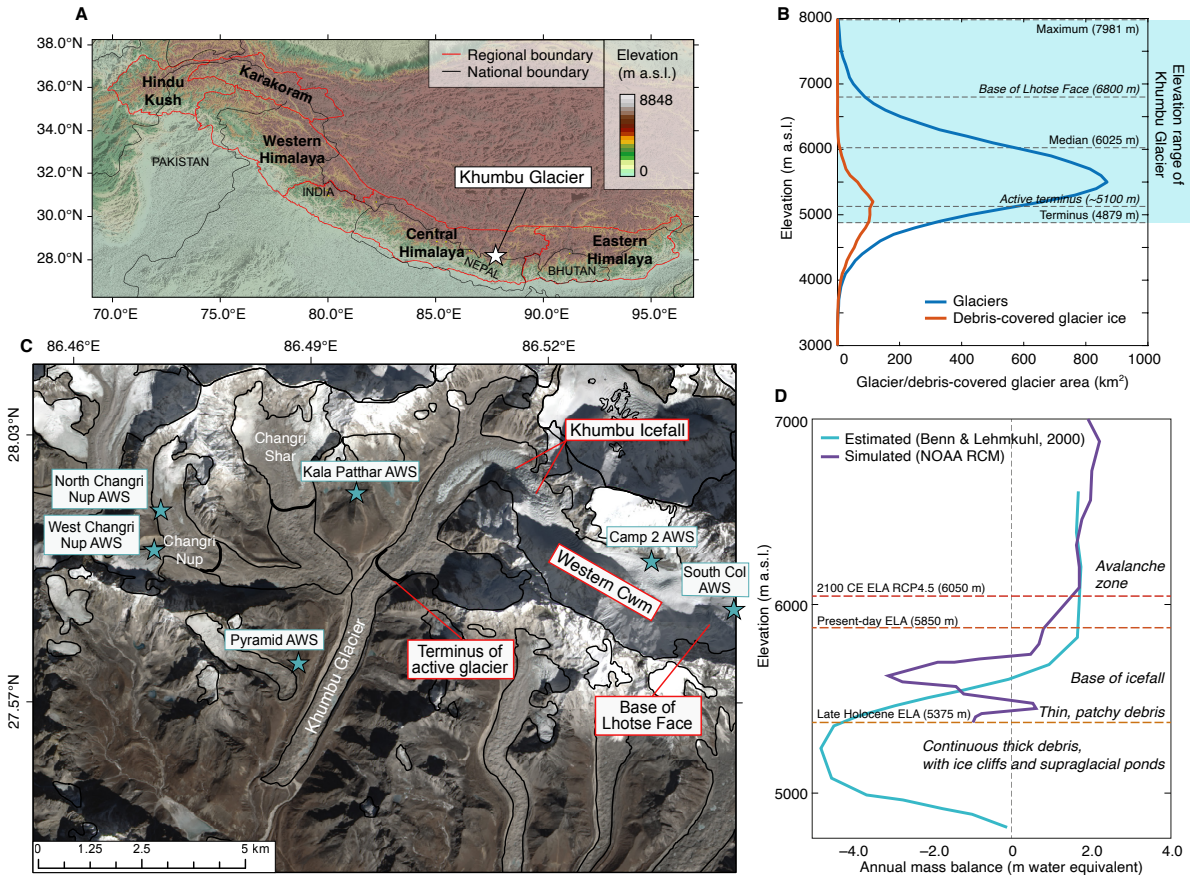 A
38.0°N
36.0°N
34.0°N
32.0°N
30.0°N
28.0°N
70.0°E
75.0°E
80.0°E
85.0°E
90.0°E
95.0°E
Regional boundary
National boundary
Elevation
(m a.s.l.)
8848
0
Hindu
Kush
Karakoram
Western
Himalaya
PAKISTAN
INDIA
Khumbu Glacier
Central
Himalaya
NEPAL
Eastern
Himalaya
BHUTAN
B
8000
7000
6000
5000
4000
3000
Elevation (m a.s.l.)
Maximum (7981 m)
Base of Lhotse Face (6800 m)
Median (6025 m)
Active terminus (~5100 m)
Terminus (4879 m)
Elevation range of
Khumbu Glacier
Glaciers
Debris-covered glacier ice
0
200
400
600
800
1000
Glacier/debris-covered glacier area (km²)
C
86.46°E
86.49°E
86.52°E
28.03°N
27.57°N
Khumbu Icefall
Changri
Shar
Kala Patthar AWS
North Changri
Nup AWS
West Changri
Nup AWS
Changri
Nup
Camp 2 AWS
South Col
AWS
Western Cwm
Pyramid AWS
Khumbu Glacier
Terminus of
active glacier
Base of
Lhotse Face
0
1.25
2.5
5 km
D
7000
6000
5000
Elevation (m a.s.l.)
Estimated (Benn & Lehmkuhl, 2000)
Simulated (NOAA RCM)
Avalanche
zone
2100 CE ELA RCP4.5 (6050 m)
Present-day ELA (5850 m)
Base of icefall
Late Holocene ELA (5375 m)
Thin, patchy debris
Continuous thick debris,
with ice cliffs and supraglacial ponds
−4.0
−2.0
0
2.0
4.0
Annual mass balance (m water equivalent)